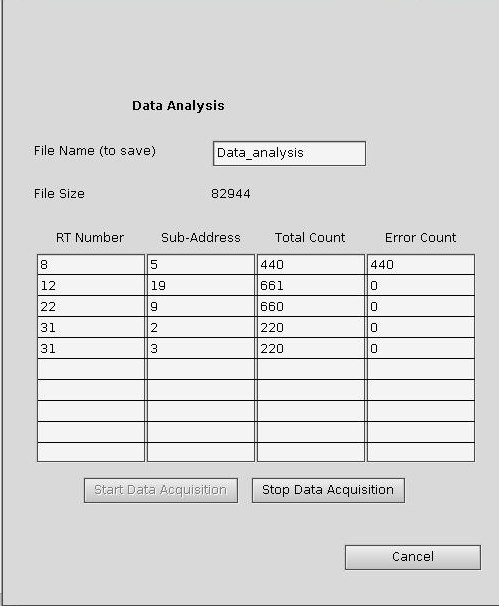 Data Analysis
File Name (to save) Data_analysis
File Size 82944
RT Number Sub-Address Total Count Error Count
8 5 440 440
12 19 661 0
22 9 660 0
31 2 220 0
31 3 220 0
Start Data Acquisition Stop Data Acquisition
Cancel